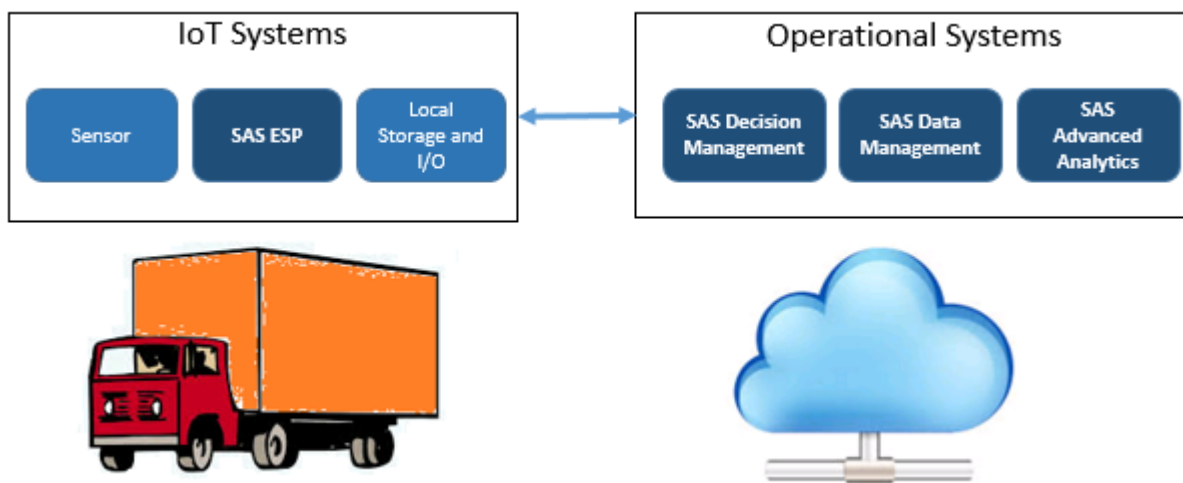 IoT Systems
Sensor
SAS ESP
Local
Storage and
I/O
Operational Systems
SAS Decision
Management
SAS Data
Management
SAS
Advanced
Analytics